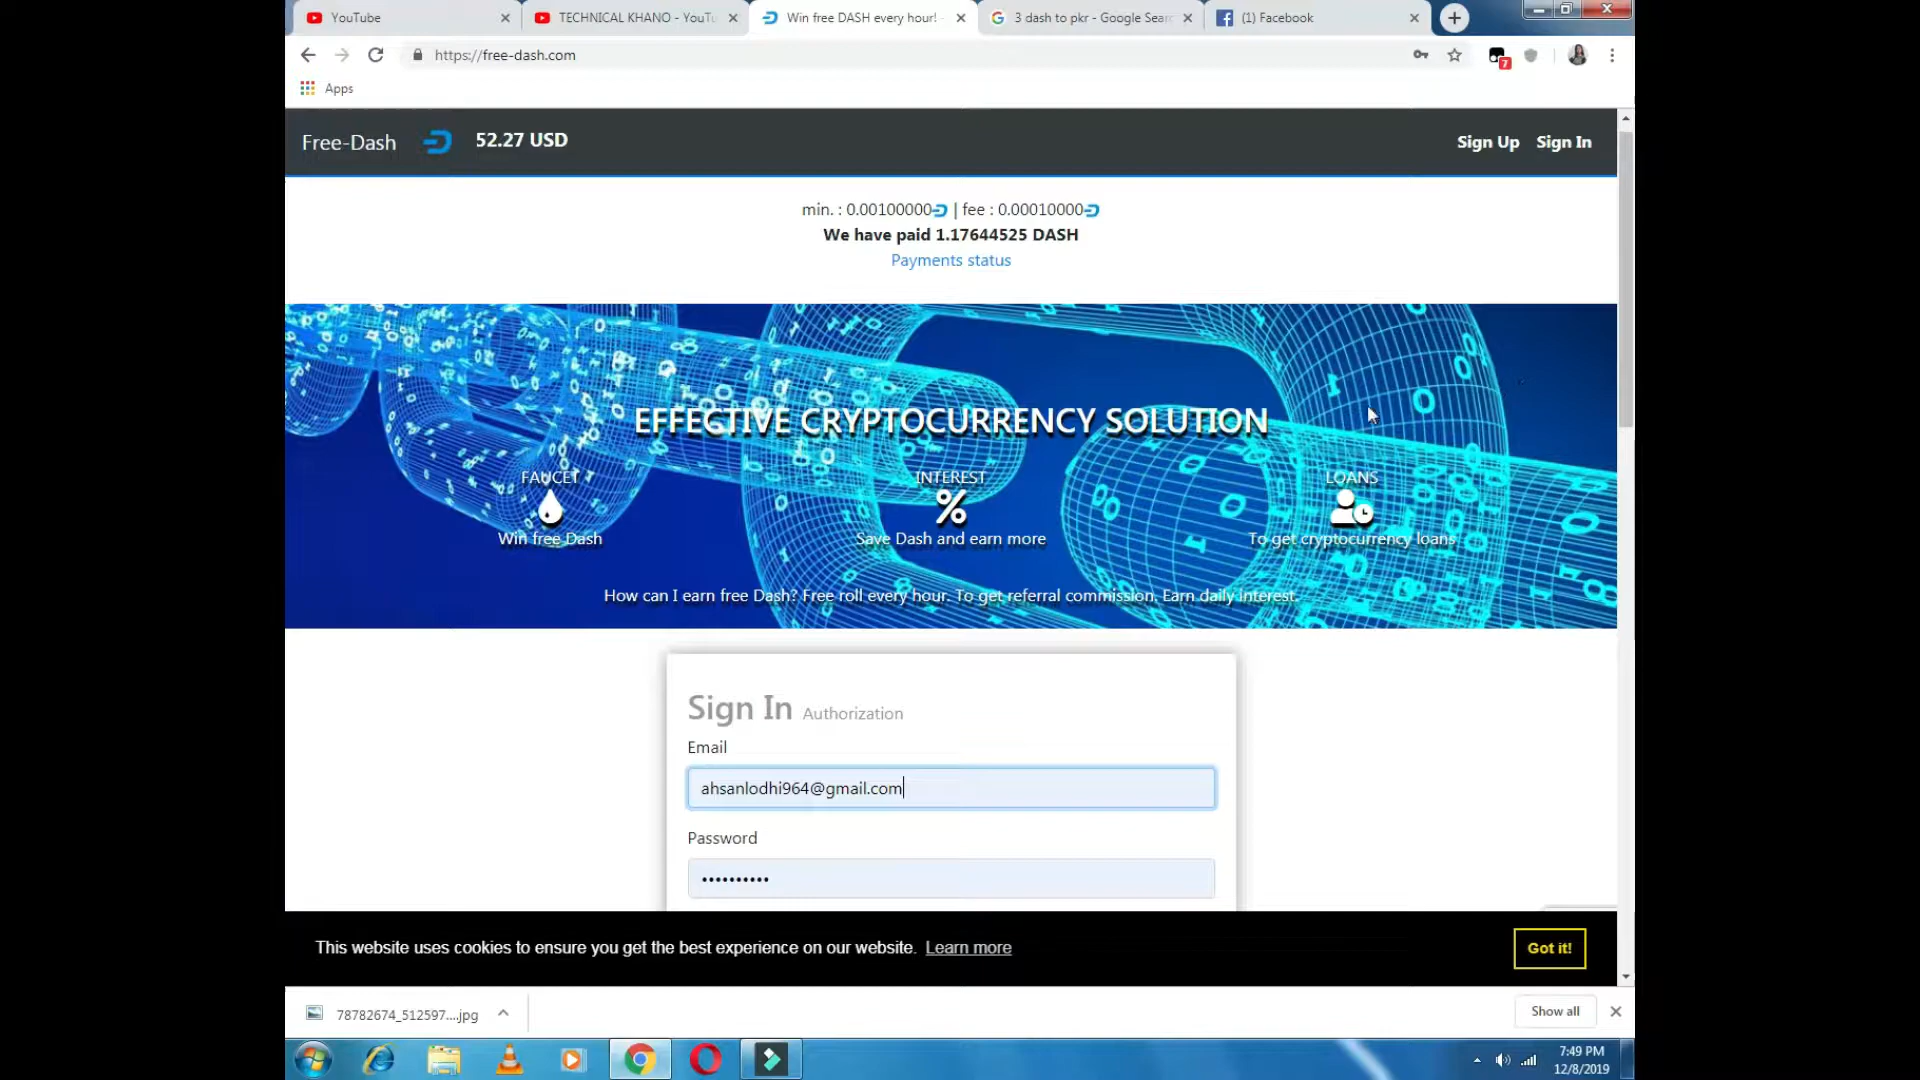 YouTube
TECHNICAL KHANO - YouTu
Win free DASH every hour! -
3 dash to pkr - Google Searc
(1) Facebook
https://free-dash.com
7
Apps
Free-Dash
52.27 USD
Sign Up
Sign In
min. : 0.00100000 | fee : 0.00010000
We have paid 1.17644525 DASH
Payments status
EFFECTIVE CRYPTOCURRENCY SOLUTION
FAUCET
INTEREST
LOANS
Win free Dash
Save Dash and earn more
To get cryptocurrency loans
How can I earn free Dash? Free roll every hour. To get referral commission. Earn daily interest.
Sign In Authorization
Email
ahsanlodhi964@gmail.com
Password
••••••••••
This website uses cookies to ensure you get the best experience on our website. Learn more
Got it!
78782674_512597....jpg
Show all
7:49 PM
12/8/2019